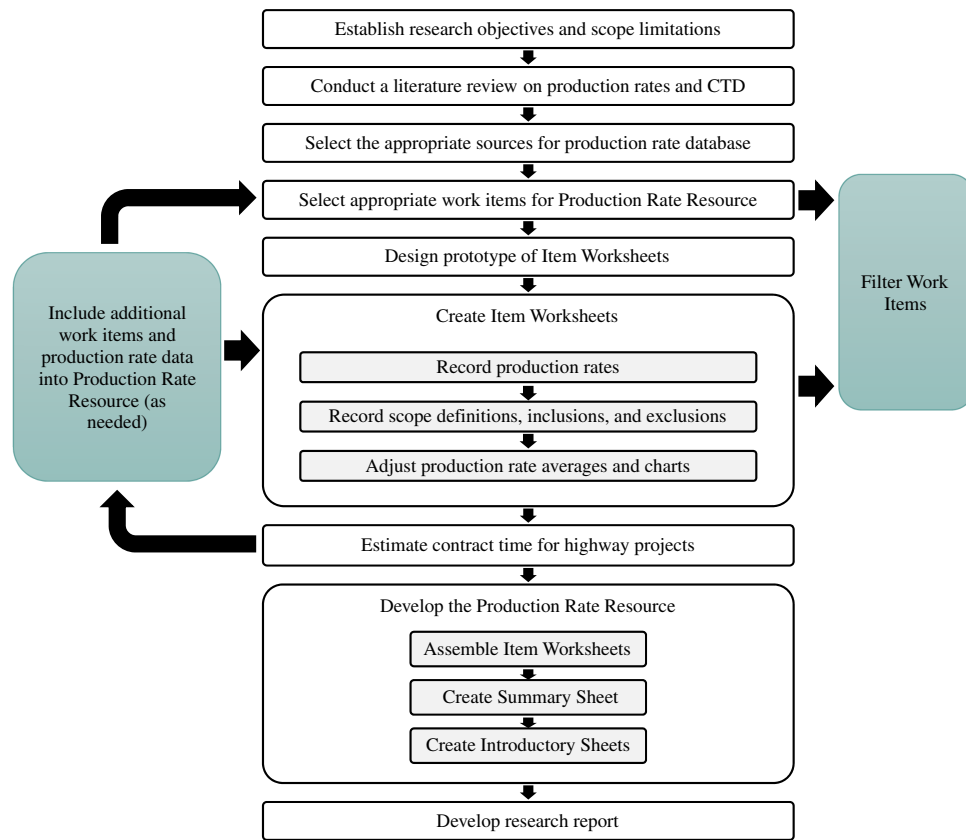 Establish research objectives and scope limitations
Conduct a literature review on production rates and CTD
Select the appropriate sources for production rate database
Select appropriate work items for Production Rate Resource
Design prototype of Item Worksheets
Create Item Worksheets
Record production rates
Record scope definitions, inclusions, and exclusions
Adjust production rate averages and charts
Include additional
work items and
production rate data
into Production Rate
Resource (as
needed)
Filter Work
Items
Estimate contract time for highway projects
Develop the Production Rate Resource
Assemble Item Worksheets
Create Summary Sheet
Create Introductory Sheets
Develop research report